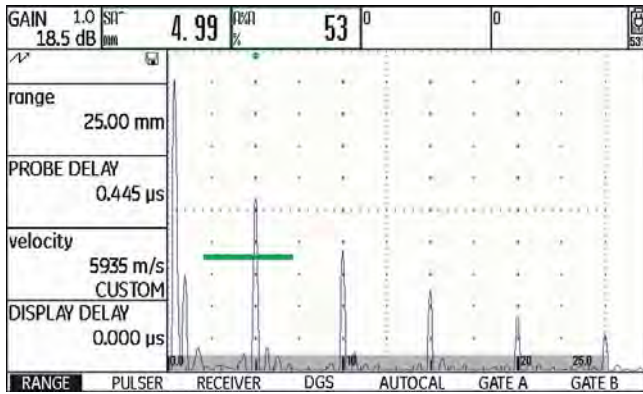 GAIN 1.0
18.5 dB
SA^
mm
4.99
A%A
%
53
0
0
range
25.00 mm
PROBE DELAY
0.445 µs
velocity
5935 m/s
CUSTOM
DISPLAY DELAY
0.000 µs
0.0 10 20 25.0
RANGE PULSER RECEIVER DGS AUTOCAL GATE A GATE B